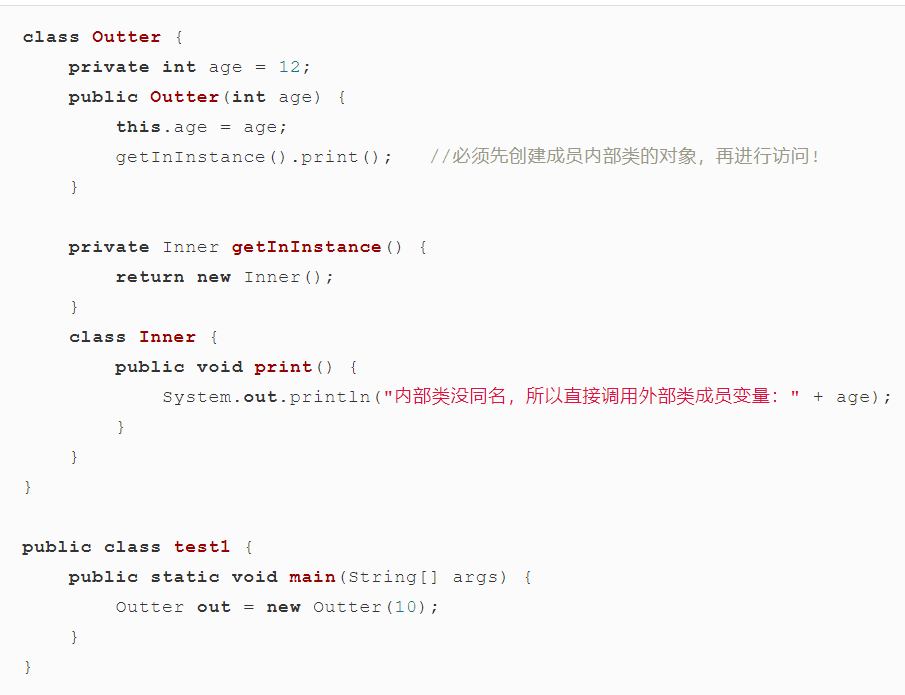 class Outter {
    private int age = 12;
    public Outter(int age) {
        this.age = age;
        getInInstance().print();   //必须先创建成员内部类的对象，再进行访问！
    }

    private Inner getInInstance() {
        return new Inner();
    }
    class Inner {
        public void print() {
            System.out.println("内部类没同名，所以直接调用外部类成员变量：" + age);
        }
    }
}

public class test1 {
    public static void main(String[] args) {
        Outter out = new Outter(10);
    }
}